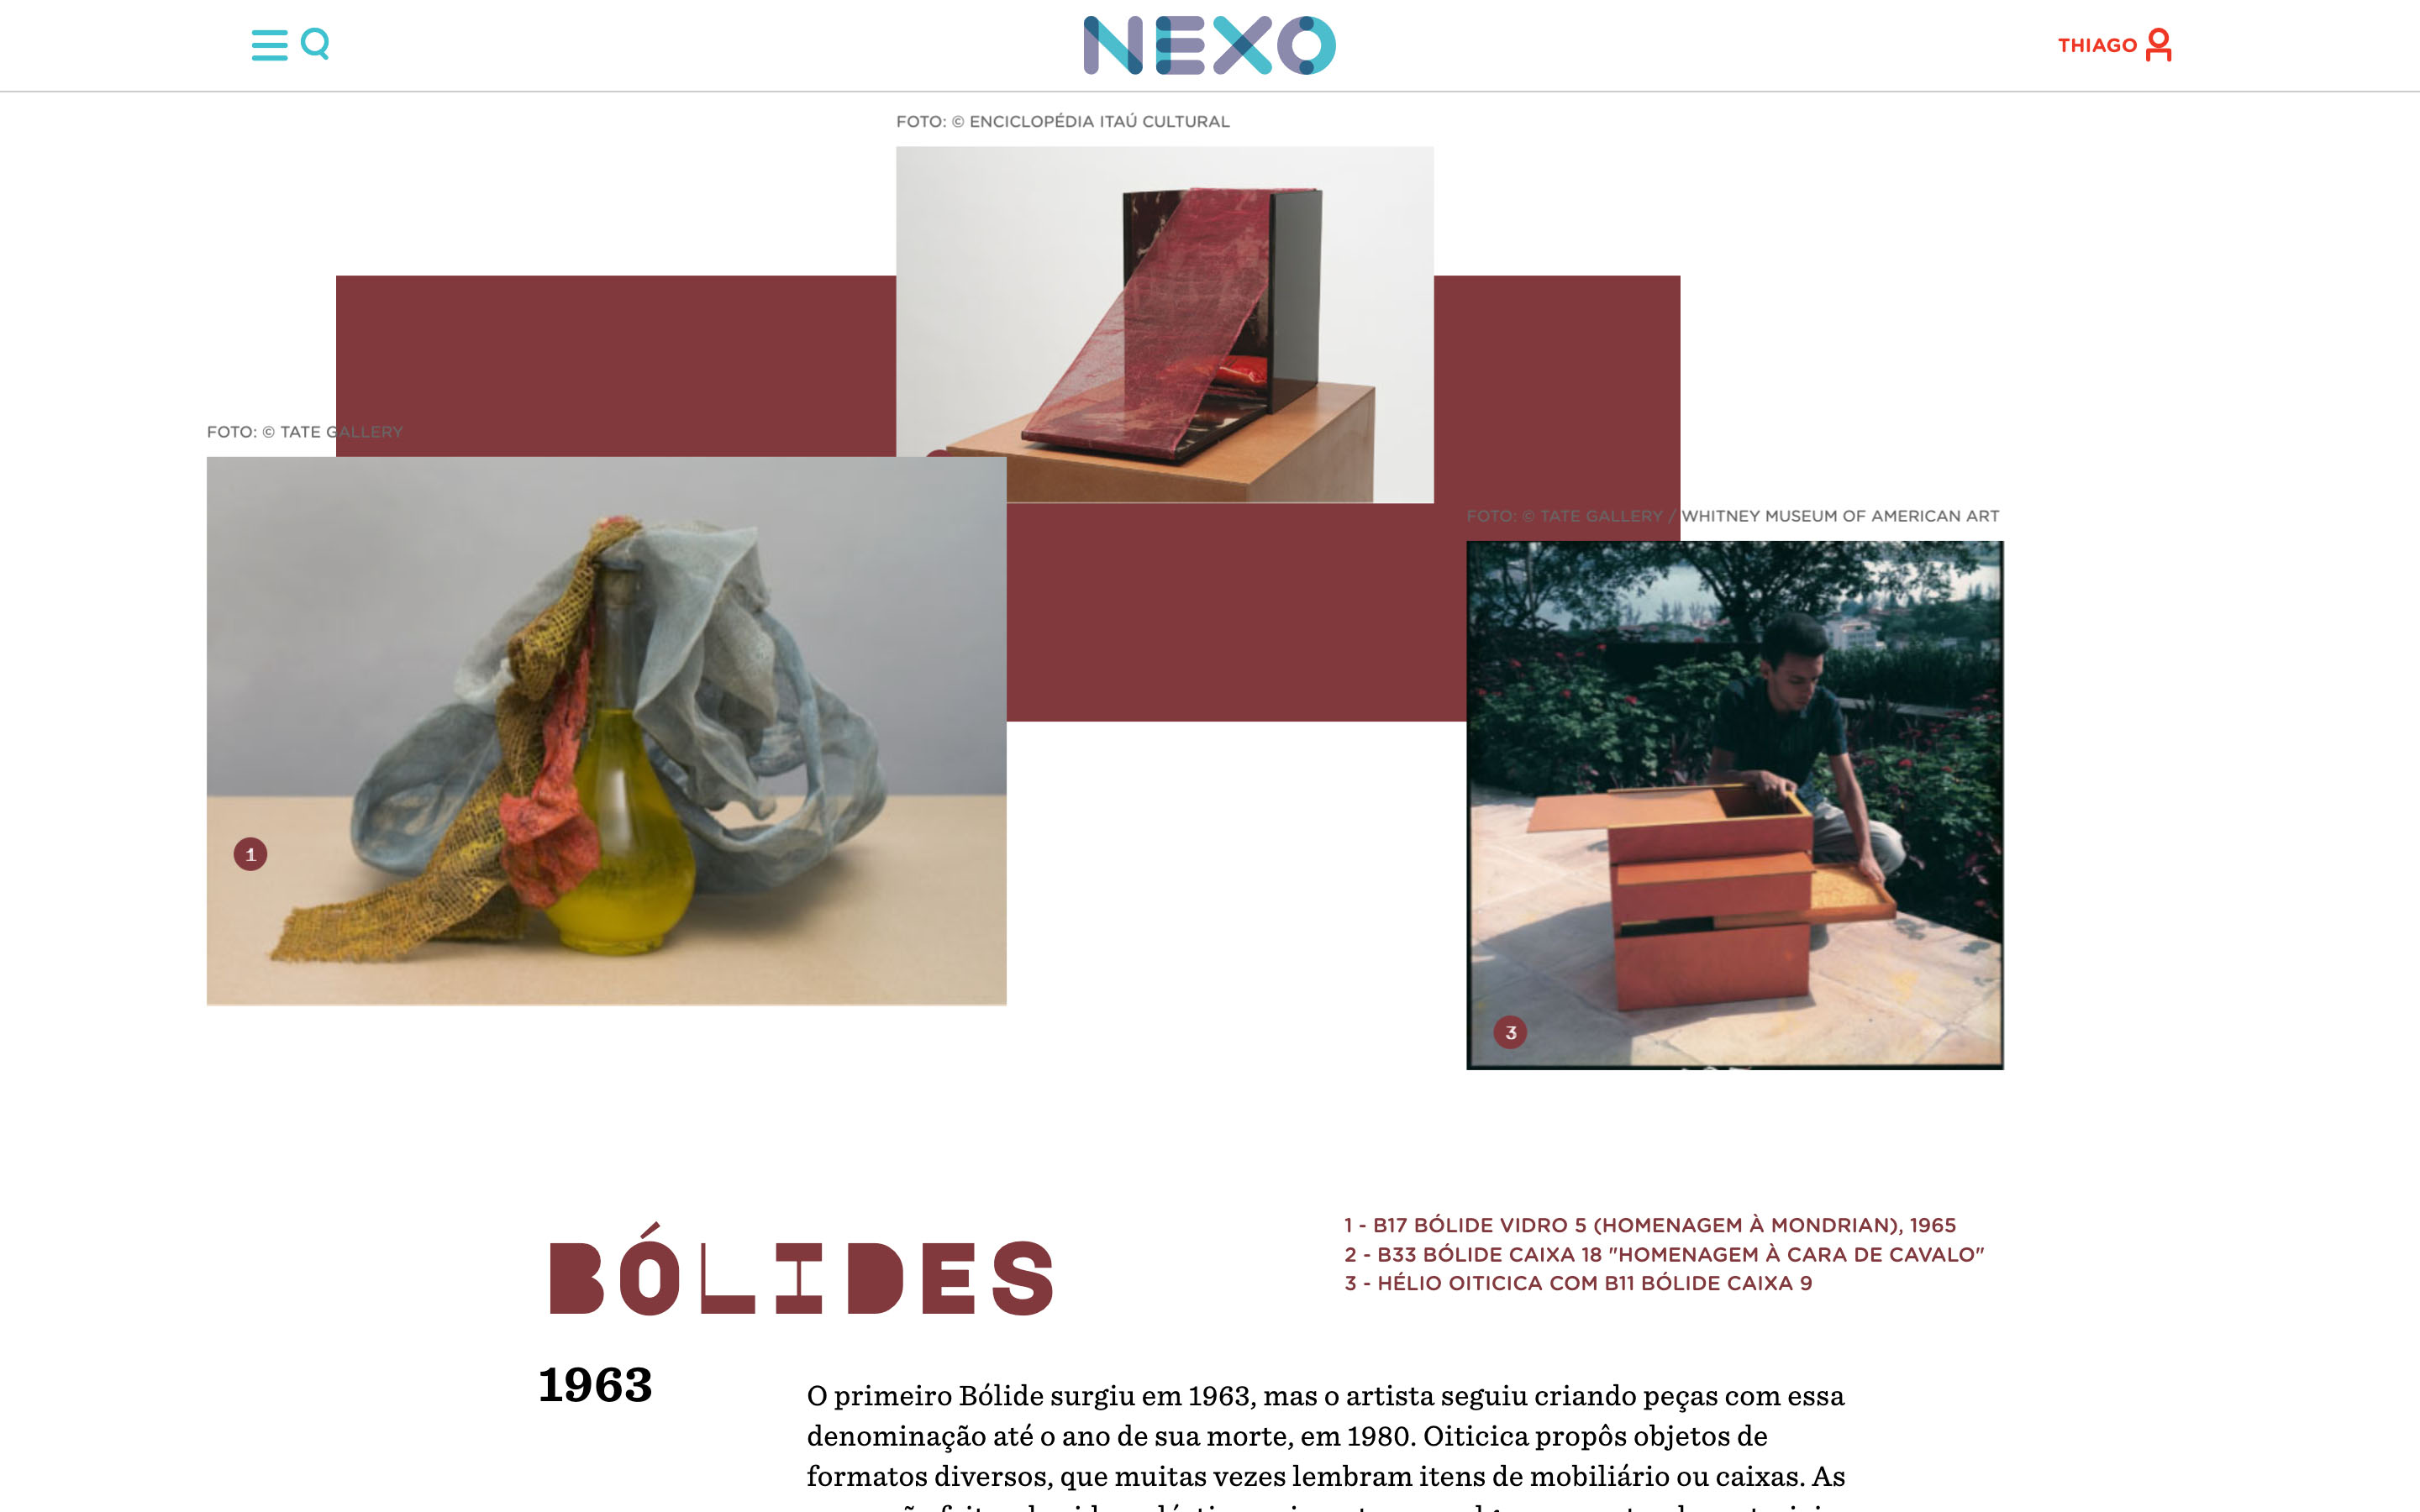 NEXO
THIAGO
FOTO: © ENCICLOPÉDIA ITAÚ CULTURAL
FOTO: © TATE GALLERY
FOTO: © TATE GALLERY / WHITNEY MUSEUM OF AMERICAN ART
1
3
BÓLIDES
1 - B17 BÓLIDE VIDRO 5 (HOMENAGEM À MONDRIAN), 1965
2 - B33 BÓLIDE CAIXA 18 "HOMENAGEM À CARA DE CAVALO"
3 - HÉLIO OITICICA COM B11 BÓLIDE CAIXA 9
1963
O primeiro Bólide surgiu em 1963, mas o artista seguiu criando peças com essa
denominação até o ano de sua morte, em 1980. Oiticica propôs objetos de
formatos diversos, que muitas vezes lembram itens de mobiliário ou caixas. As